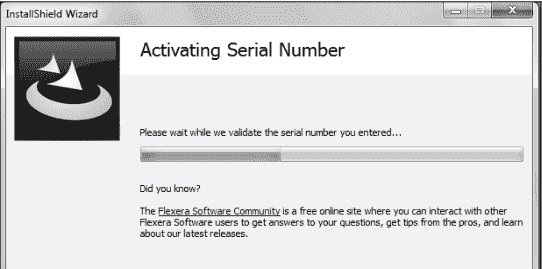 InstallShield Wizard
Activating Serial Number
Please wait while we validate the serial number you entered...
Did you know?
The Flexera Software Community is a free online site where you can interact with other
Flexera Software users to get answers to your questions, get tips from the pros, and learn
about our latest releases.